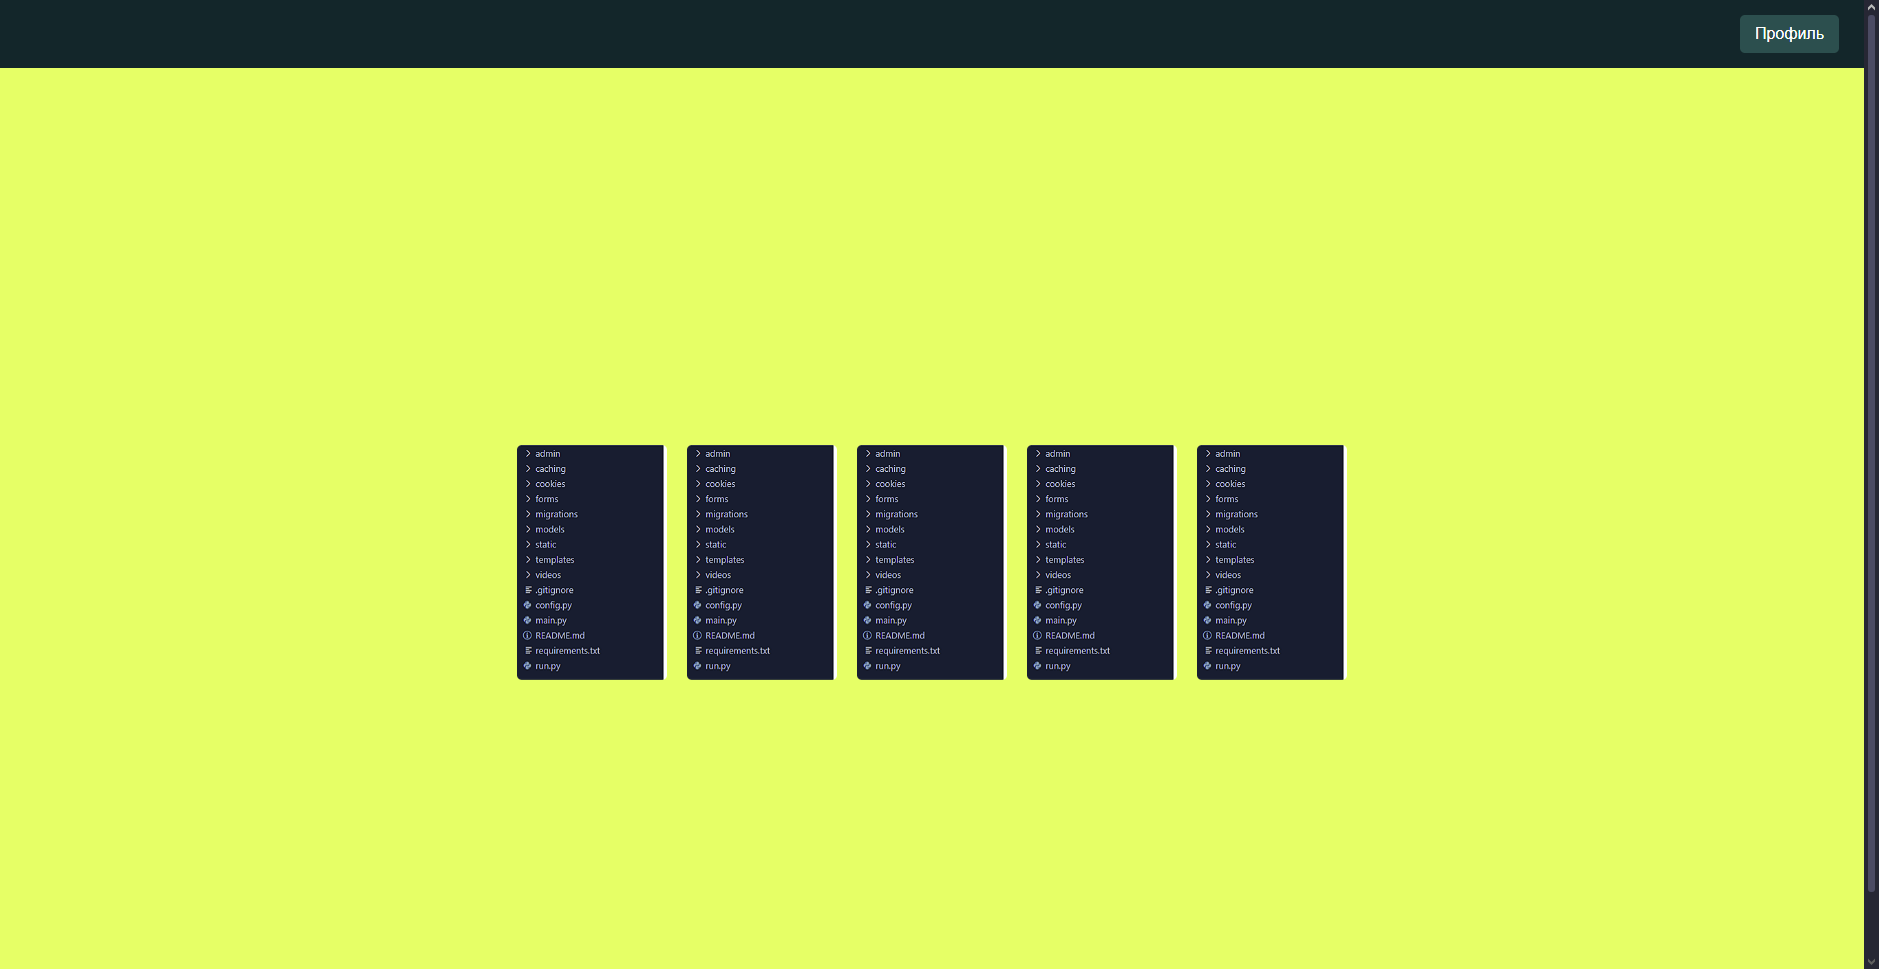 Профиль
admin
caching
cookies
forms
migrations
models
static
templates
videos
.gitignore
config.py
main.py
README.md
requirements.txt
run.py
admin
caching
cookies
forms
migrations
models
static
templates
videos
.gitignore
config.py
main.py
README.md
requirements.txt
run.py
admin
caching
cookies
forms
migrations
models
static
templates
videos
.gitignore
config.py
main.py
README.md
requirements.txt
run.py
admin
caching
cookies
forms
migrations
models
static
templates
videos
.gitignore
config.py
main.py
README.md
requirements.txt
run.py
admin
caching
cookies
forms
migrations
models
static
templates
videos
.gitignore
config.py
main.py
README.md
requirements.txt
run.py